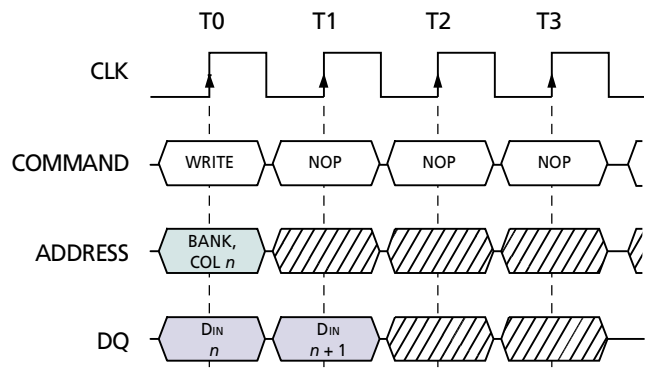 T0 T1 T2 T3
CLK
COMMAND WRITE NOP NOP NOP
ADDRESS BANK,
COL n
DQ DIN
n
DIN
n + 1